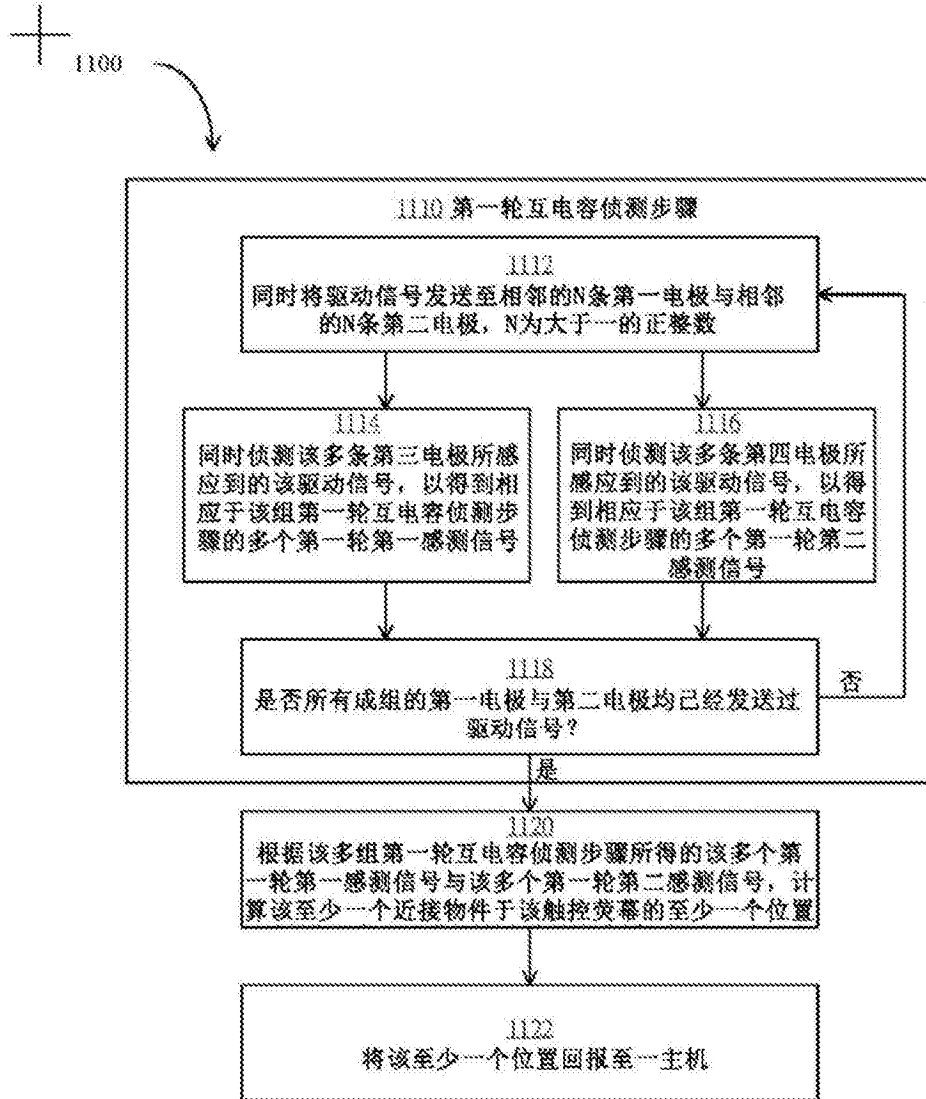 1100
1110 第一轮互电容侦测步骤
1112
同时将驱动信号发送至相邻的N条第一电极与相邻
的N条第二电极，N为大于一的正整数
1114
同时侦测该多条第三电极所感
应到的该驱动信号，以得到相
应于该组第一轮互电容侦测步
骤的多个第一轮第一感测信号
1116
同时侦测该多条第四电极所
感应到的该驱动信号，以得
到相应于该组第一轮互电容
侦测步骤的多个第一轮第二
感测信号
1118
是否所有成组的第一电极与第二电极均已经发送过
驱动信号？
否
是
1120
根据该多组第一轮互电容侦测步骤所得的该多个第
一轮第一感测信号与该多个第一轮第二感测信号，计
算该至少一个近接物件于该触控荧幕的至少一个位置
1122
将该至少一个位置回报至一主机